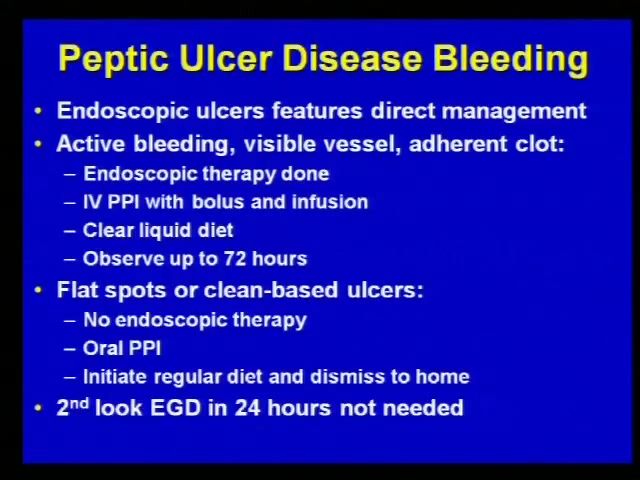 Peptic Ulcer Disease Bleeding
• Endoscopic ulcers features direct management
• Active bleeding, visible vessel, adherent clot:
– Endoscopic therapy done
– IV PPI with bolus and infusion
– Clear liquid diet
– Observe up to 72 hours
• Flat spots or clean-based ulcers:
– No endoscopic therapy
– Oral PPI
– Initiate regular diet and dismiss to home
• 2nd look EGD in 24 hours not needed